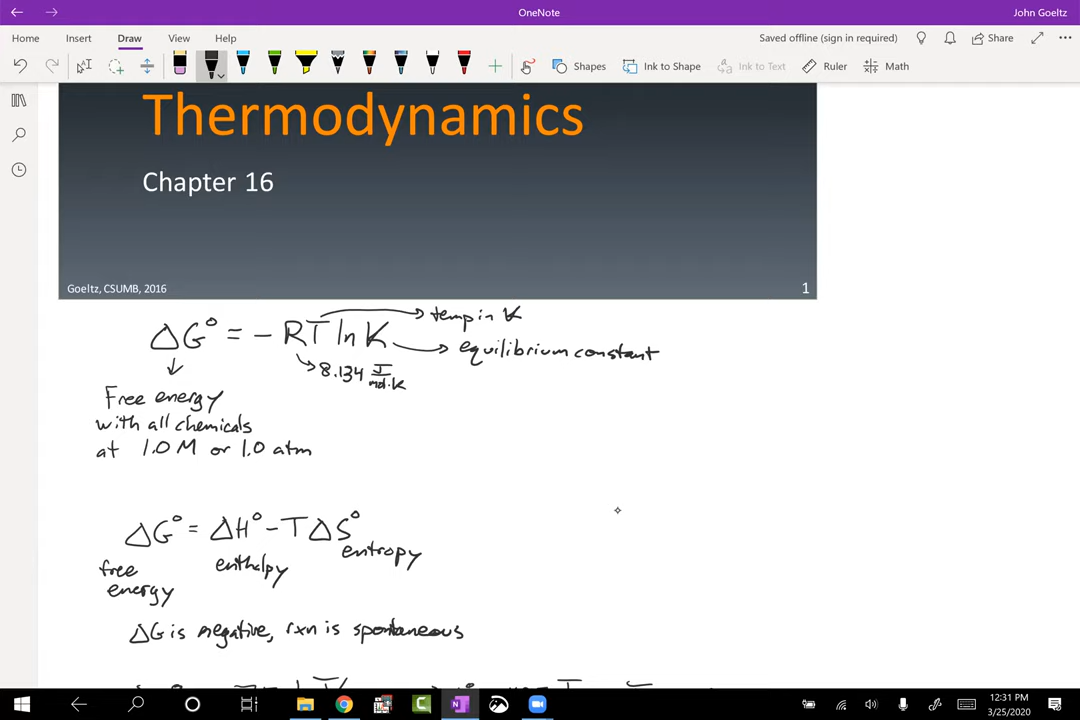 OneNote
John Goeltz
Home Insert Draw View Help
Saved offline (sign in required)
Share
Shapes
Ink to Shape
Ink to Text
Ruler
Math
Thermodynamics
Chapter 16
Goeltz, CSUMB, 2016
1
ΔG° = - RT ln K
temp in K
equilibrium constant
8.134 J/mol·K
Free energy
with all chemicals
at 1.0 M or 1.0 atm
ΔG° = ΔH° - TΔS°
free
energy
enthalpy
entropy
ΔG is negative, rxn is spontaneous
12:31 PM
3/25/2020